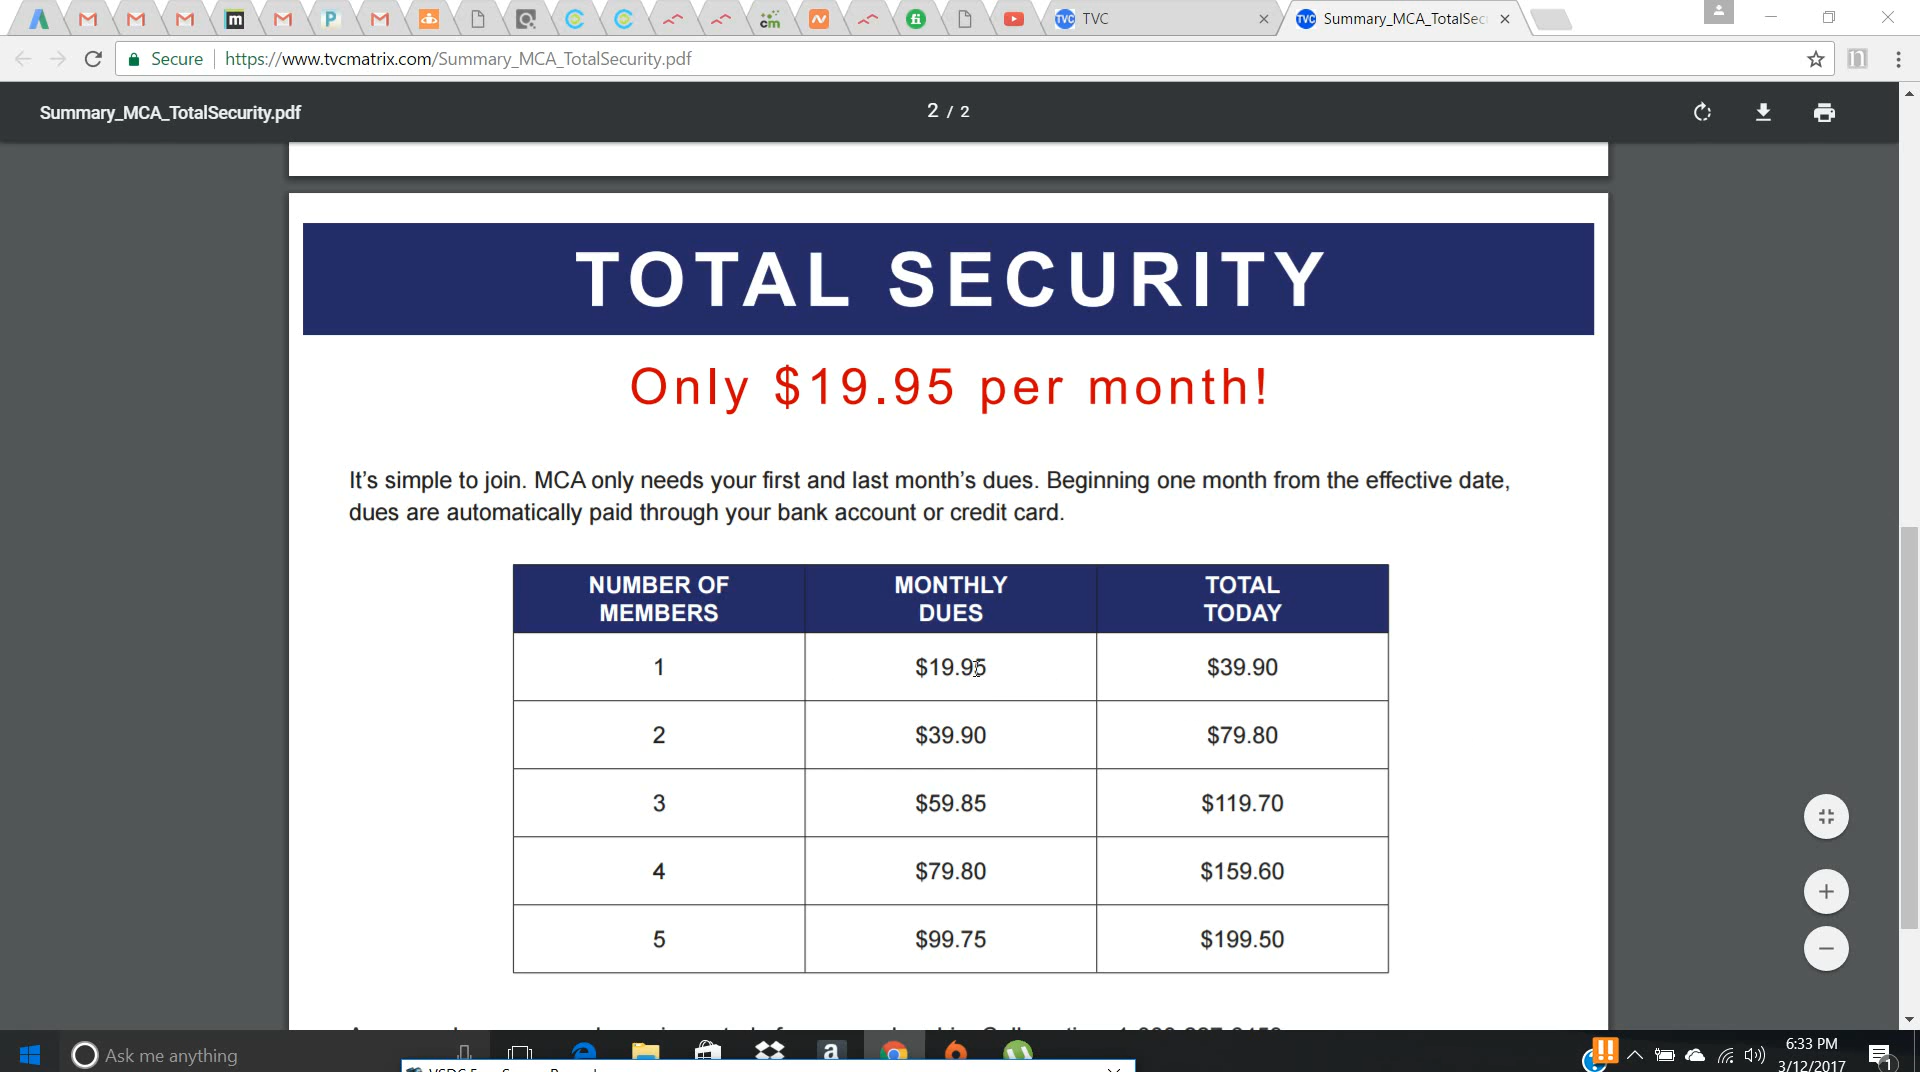 TVC
TVC
TVC
Summary_MCA_TotalSec
Secure
https://www.tvcmatrix.com/Summary_MCA_TotalSecurity.pdf
Summary_MCA_TotalSecurity.pdf
2 / 2
TOTAL SECURITY
Only $19.95 per month!
It's simple to join. MCA only needs your first and last month's dues. Beginning one month from the effective date,
dues are automatically paid through your bank account or credit card.
NUMBER OF MEMBERS MONTHLY DUES TOTAL TODAY
1 $19.95 $39.90
2 $39.90 $79.80
3 $59.85 $119.70
4 $79.80 $159.60
5 $99.75 $199.50
Ask me anything
6:33 PM
3/12/2017
1